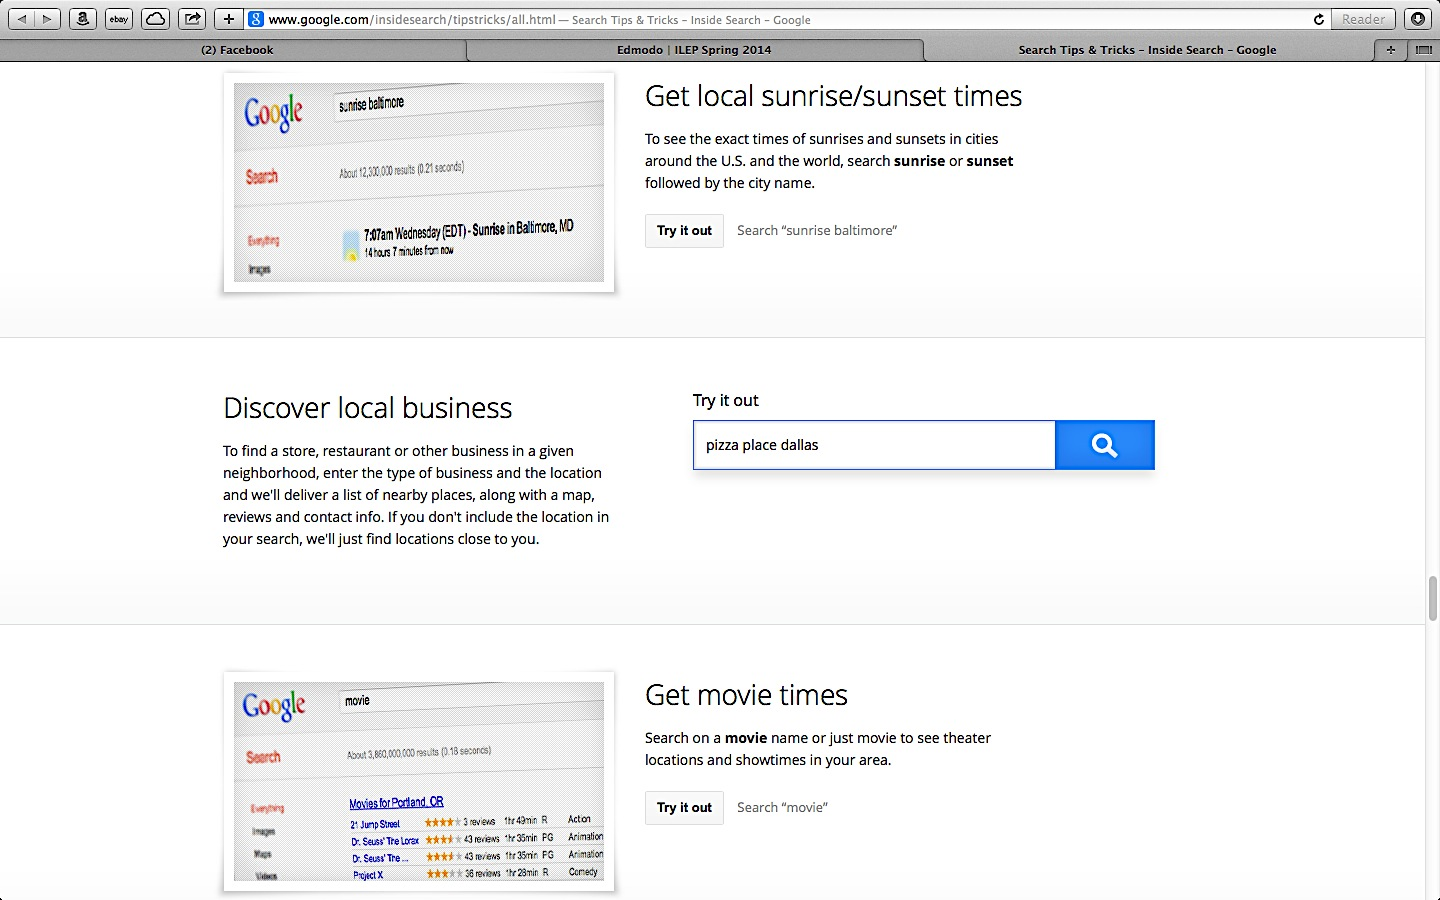 ebay
www.google.com/insidesearch/tipstricks/all.html — Search Tips & Tricks – Inside Search – Google
Reader
(2) Facebook
Edmodo | ILEP Spring 2014
Search Tips & Tricks – Inside Search – Google
Google
sunrise baltimore
Search
About 12,300,000 results (0.21 seconds)
Everything
7:07am Wednesday (EDT) - Sunrise in Baltimore, MD
14 hours 7 minutes from now
Images
Get local sunrise/sunset times
To see the exact times of sunrises and sunsets in cities
around the U.S. and the world, search sunrise or sunset
followed by the city name.
Try it out
Search “sunrise baltimore”
Discover local business
To find a store, restaurant or other business in a given
neighborhood, enter the type of business and the location
and we'll deliver a list of nearby places, along with a map,
reviews and contact info. If you don't include the location in
your search, we'll just find locations close to you.
Try it out
pizza place dallas
Google
movie
Search
About 3,860,000,000 results (0.18 seconds)
Movies for Portland, OR
Everything
Images
Maps
Videos
21 Jump Street 3 reviews 1hr 49min R Action
Dr. Seuss' The Lorax 43 reviews 1hr 35min PG Animation
Dr. Seuss' The ... 43 reviews 1hr 35min PG Animation
Project X 36 reviews 1hr 28min R Comedy
Get movie times
Search on a movie name or just movie to see theater
locations and showtimes in your area.
Try it out
Search “movie”